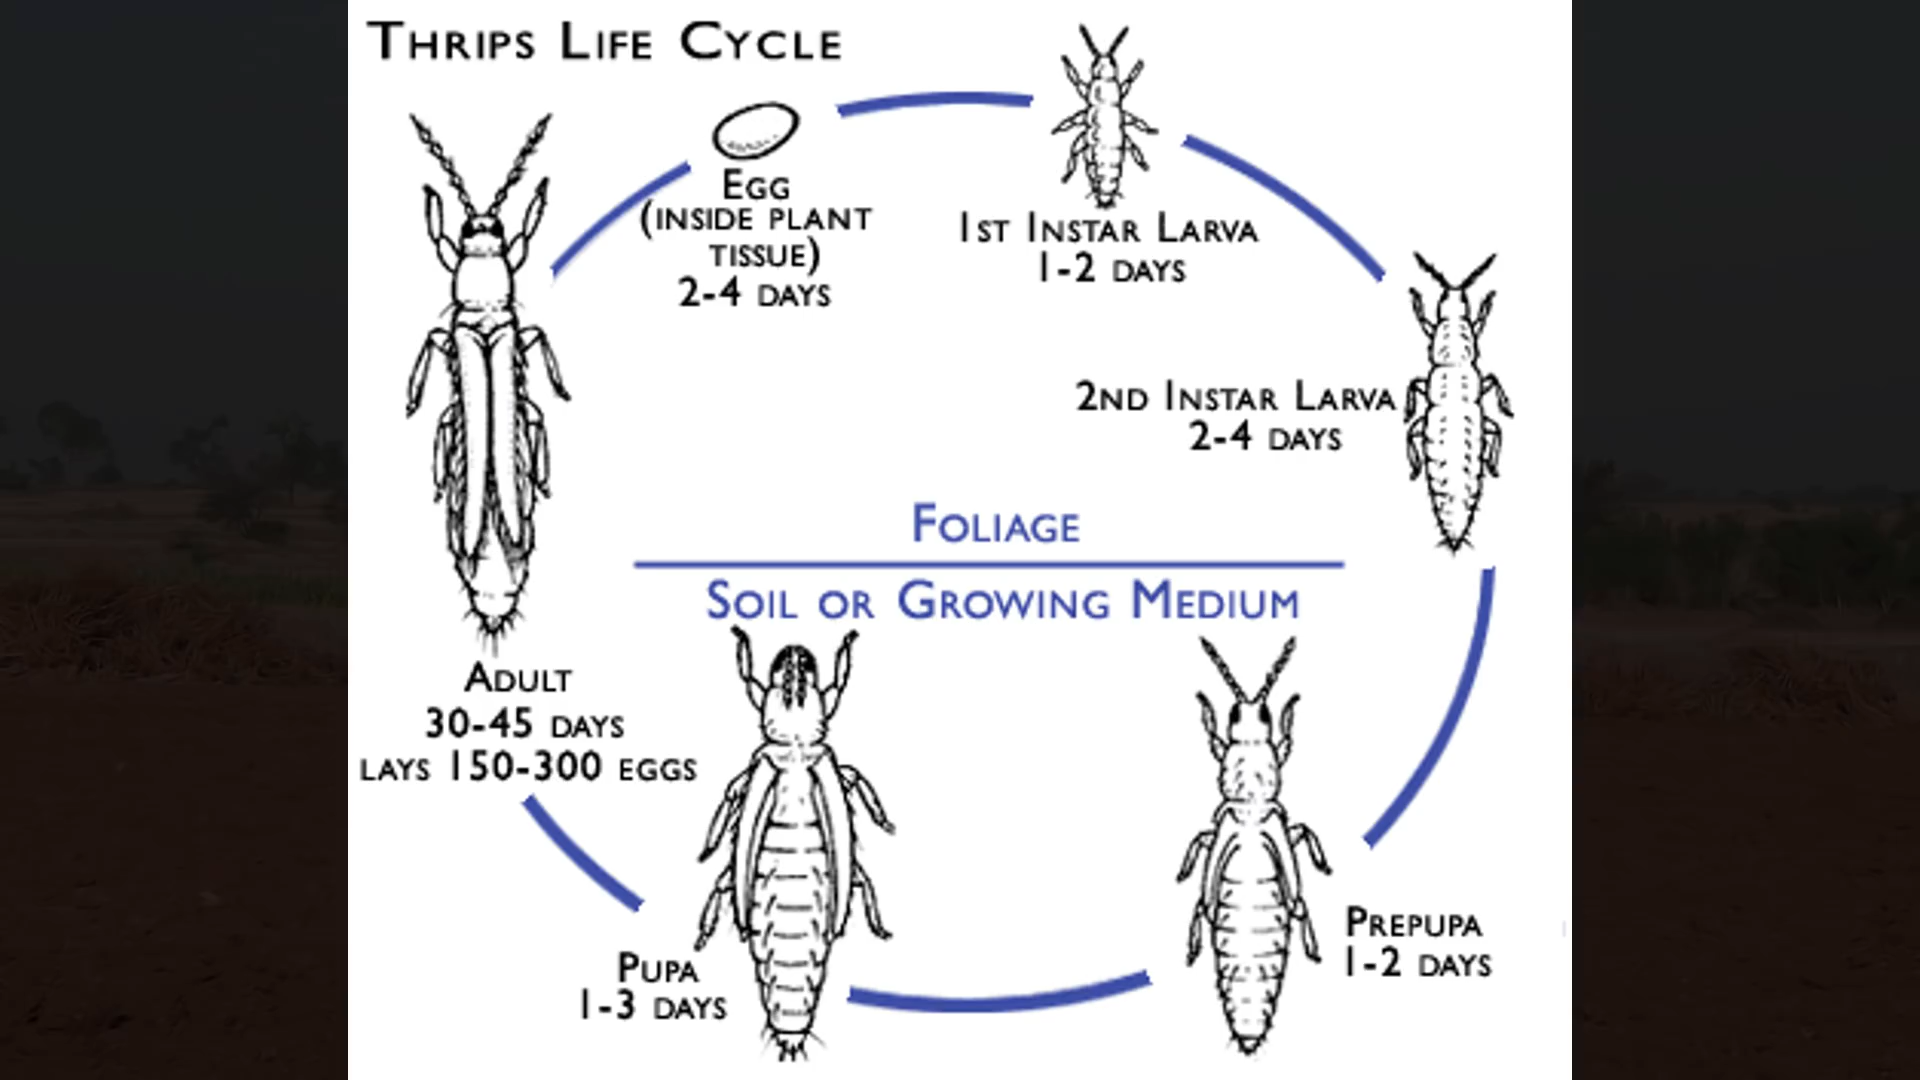 THRIPS LIFE CYCLE
EGG
(INSIDE PLANT
TISSUE)
2-4 DAYS
1ST INSTAR LARVA
1-2 DAYS
2ND INSTAR LARVA
2-4 DAYS
FOLIAGE
SOIL OR GROWING MEDIUM
ADULT
30-45 DAYS
LAYS 150-300 EGGS
PREPUPA
1-2 DAYS
PUPA
1-3 DAYS